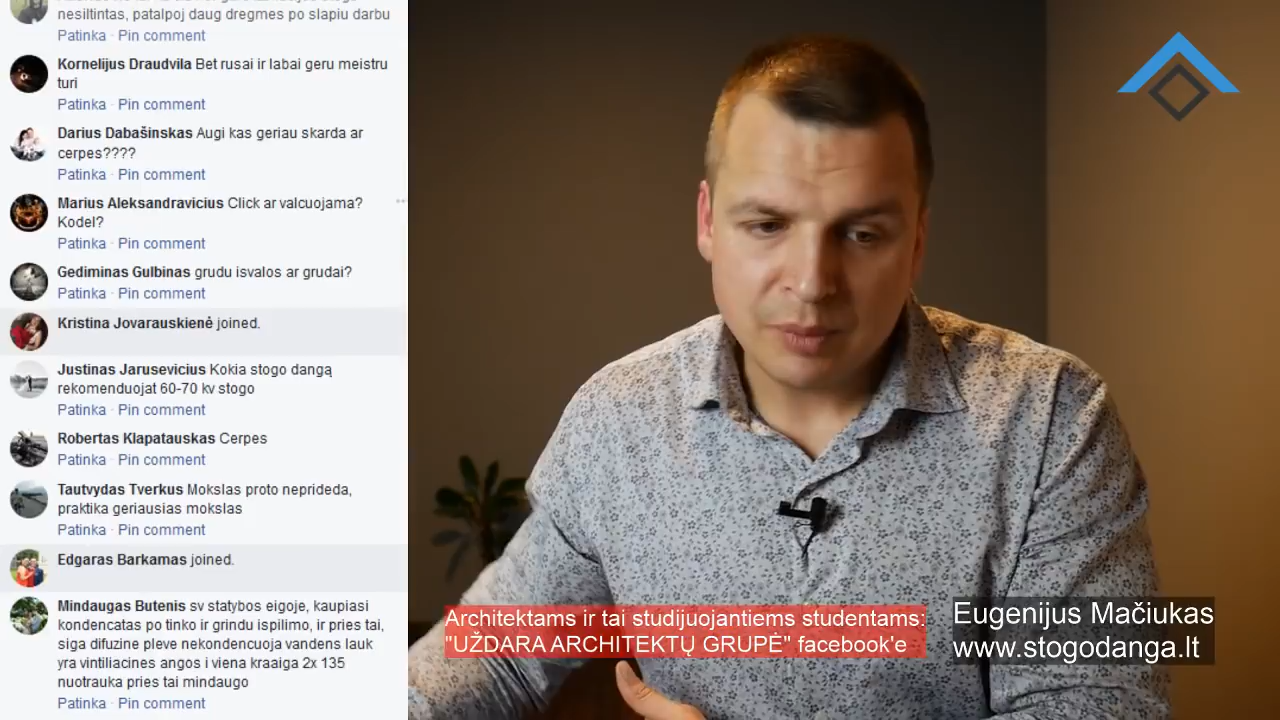 nesiltintas, patalpoj daug dregmes po slapiu darbu
Patinka · Pin comment
Kornelijus Draudvila Bet rusai ir labai geru meistru
turi
Patinka · Pin comment
Darius Dabašinskas Augi kas geriau skarda ar
cerpes????
Patinka · Pin comment
Marius Aleksandravicius Click ar valcuojama?
Kodel?
Patinka · Pin comment
Gediminas Gulbinas grudu isvalos ar grudai?
Patinka · Pin comment
Kristina Jovarauskienė joined.
Justinas Jarusevicius Kokia stogo dangą
rekomenduojat 60-70 kv stogo
Patinka · Pin comment
Robertas Klapatauskas Cerpes
Patinka · Pin comment
Tautvydas Tverkus Mokslas proto neprideda,
praktika geriausias mokslas
Patinka · Pin comment
Edgaras Barkamas joined.
Mindaugas Butenis sv statybos eigoje, kaupiasi
kondencatas po tinko ir grindu ispilimo, ir pries tai,
siga difuzine pleve nekondencuoja vandens lauk
yra vintiliacines angos i viena kraaiga 2x 135
nuotrauka pries tai mindaugo
Patinka · Pin comment
Architektams ir tai studijuojantiems studentams:
"UŽDARA ARCHITEKTŲ GRUPĖ" facebook'e
Eugenijus Mačiukas
www.stogodanga.lt